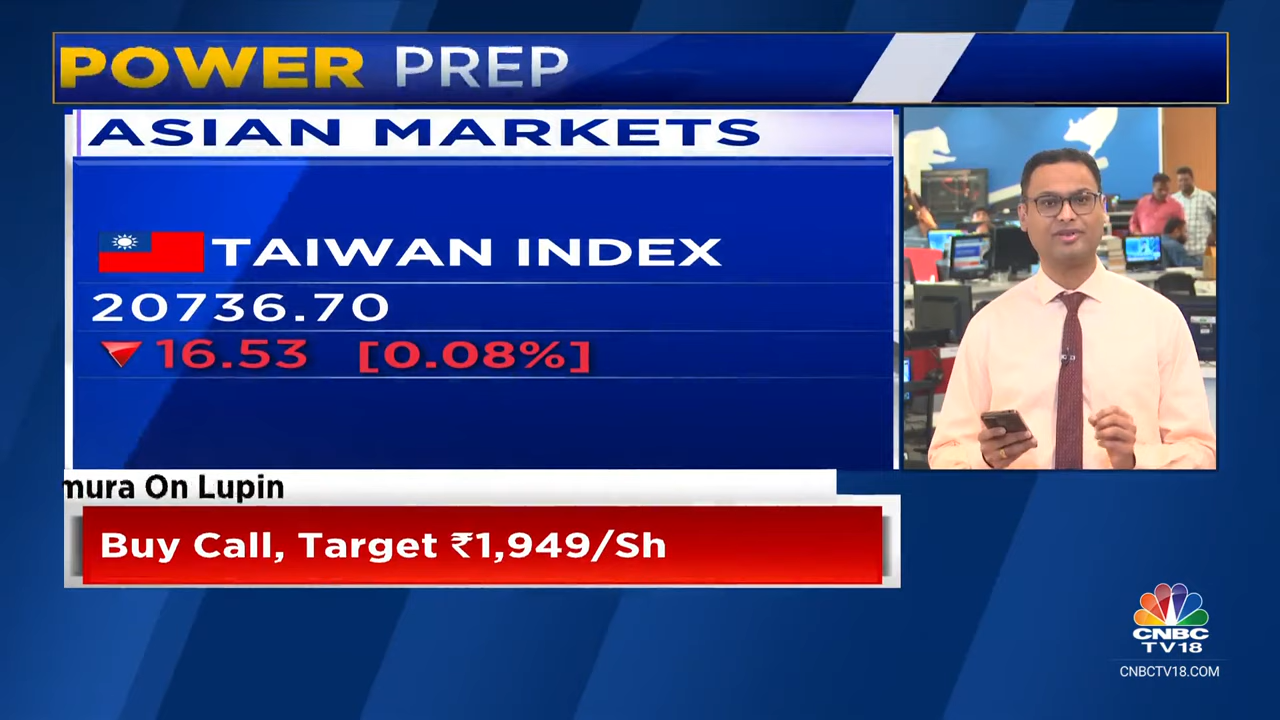 POWER PREP
ASIAN MARKETS
TAIWAN INDEX
20736.70
16.53 [0.08%]
mura On Lupin
Buy Call, Target ₹1,949/Sh
CNBC
TV18
CNBCTV18.COM